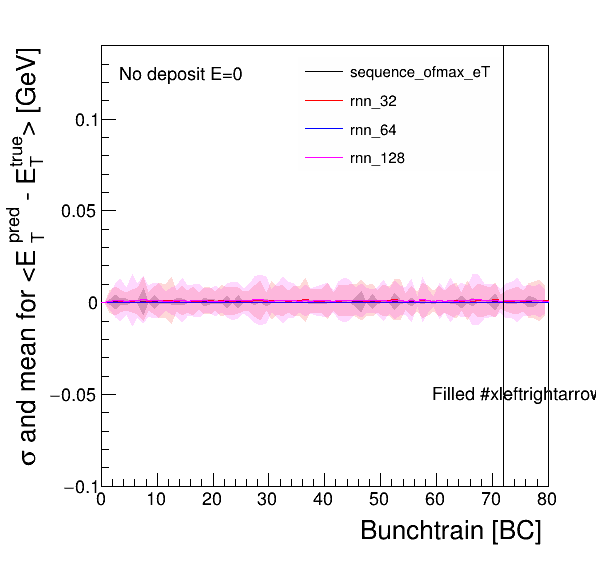 No deposit E=0
sequence_ofmax_eT
rnn_32
rnn_64
rnn_128
σ and mean for <E_T^pred - E_T^true> [GeV]
0.1
0.05
0
−0.05
−0.1
Filled #xleftrightarrow
0 10 20 30 40 50 60 70 80
Bunchtrain [BC]